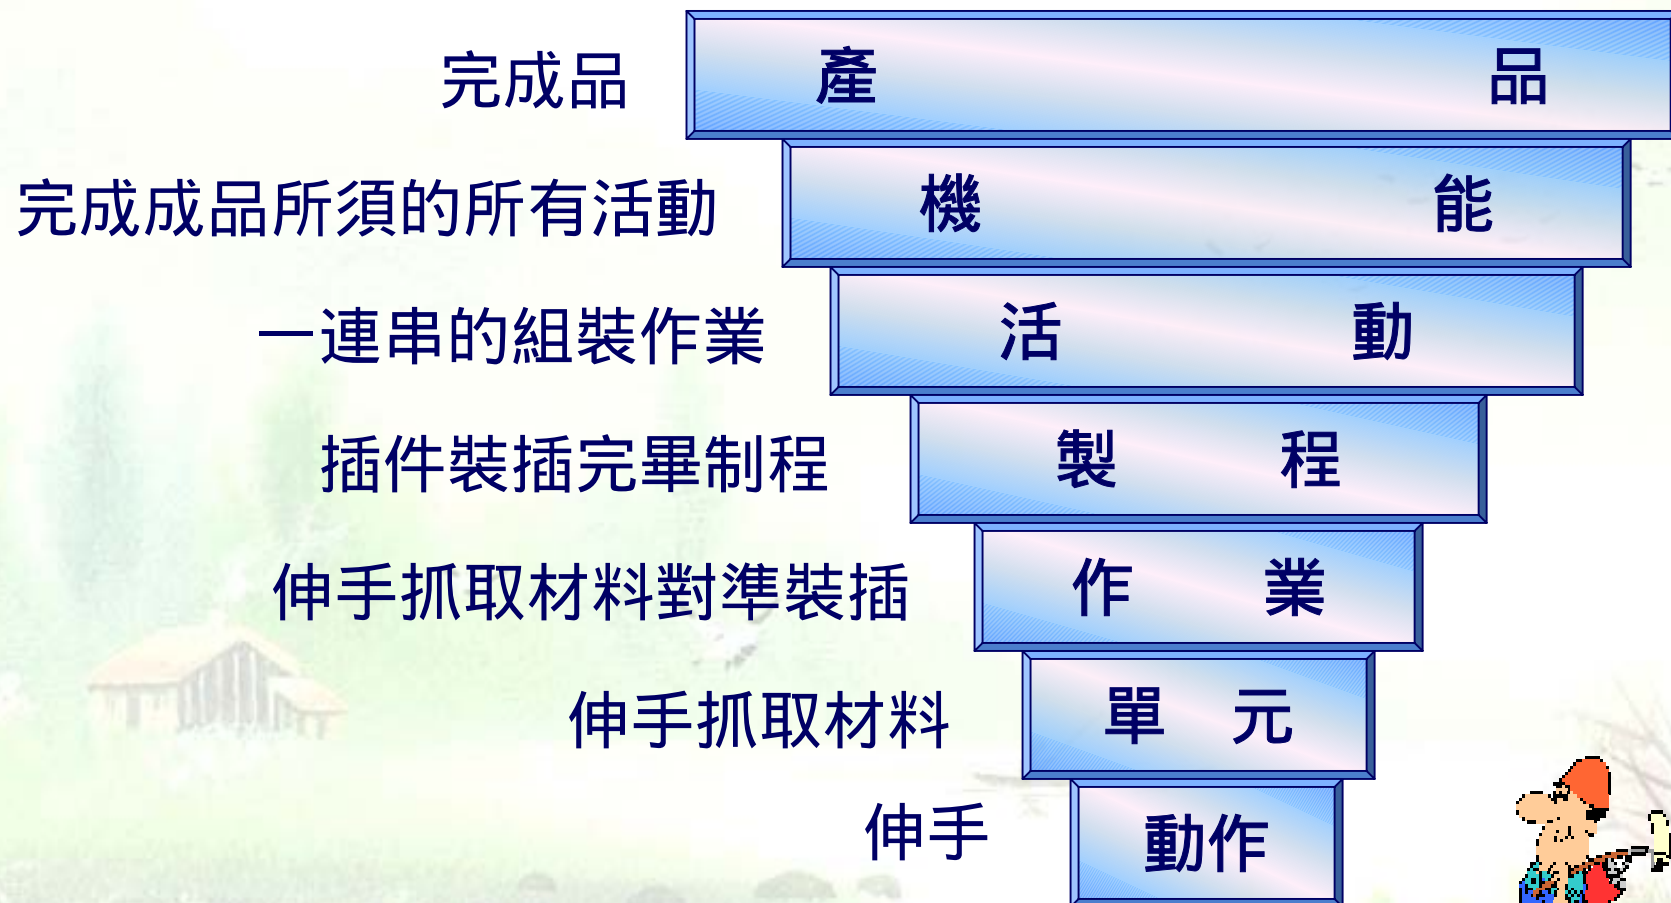 完成品 產 品
完成成品所須的所有活動 機 能
一連串的組裝作業 活 動
插件裝插完畢制程 製 程
伸手抓取材料對準裝插 作 業
伸手抓取材料 單 元
伸手 動作